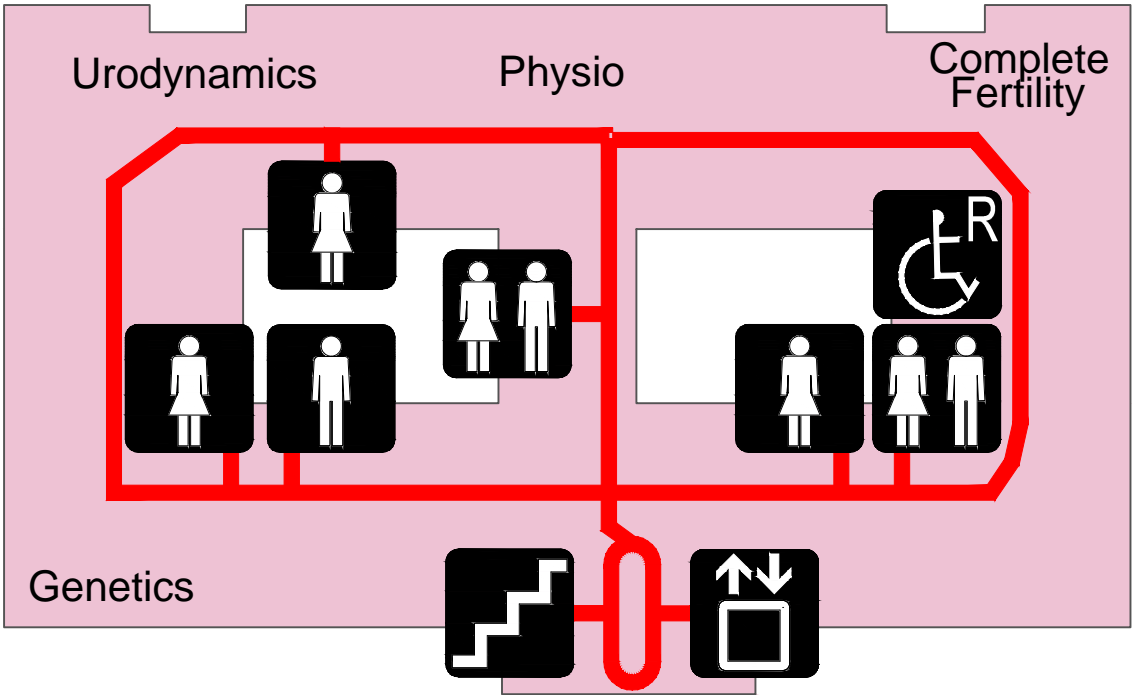 Urodynamics
Physio
Complete
Fertility
R
Genetics